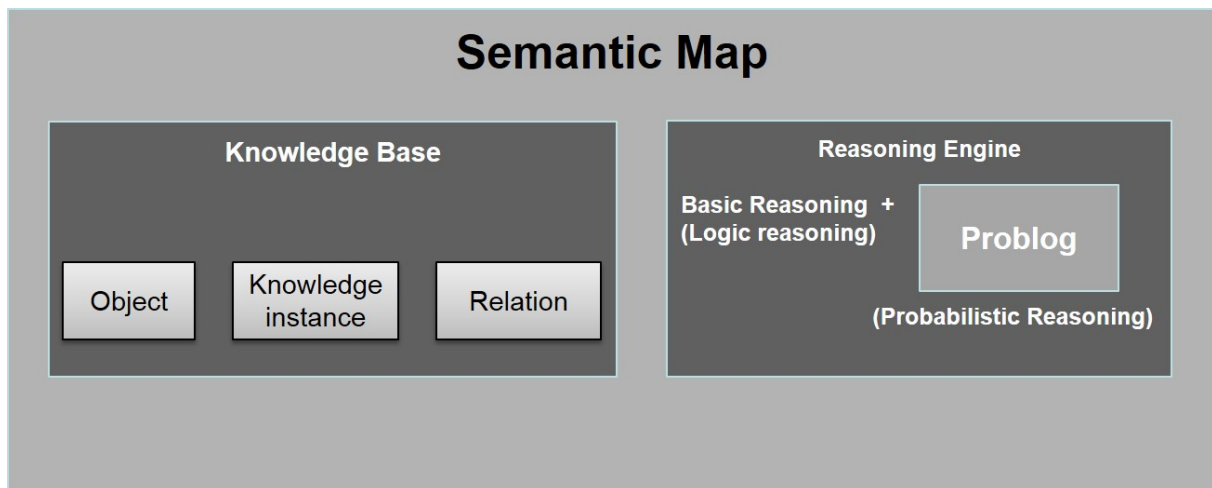 Semantic Map
Knowledge Base
Object
Knowledge
instance
Relation
Reasoning Engine
Basic Reasoning +
(Logic reasoning)
Problog
(Probabilistic Reasoning)